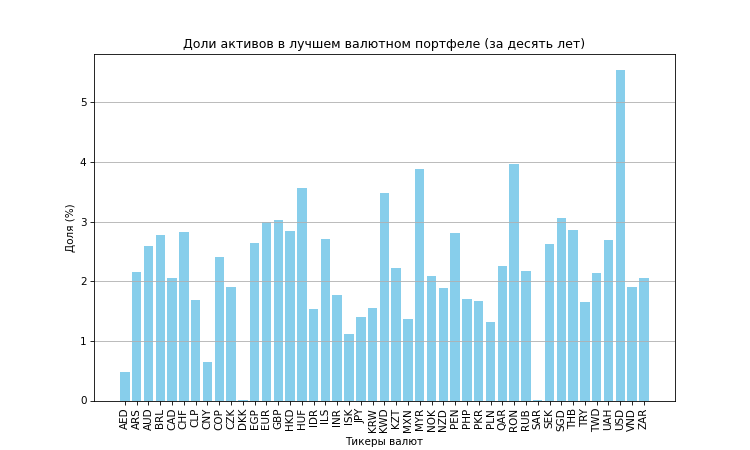 Доли активов в лучшем валютном портфеле (за десять лет)
Доля (%)
5
4
3
2
1
0
AED ARS AUD BRL CAD CHF CLP CNY COP CZK DKK EGP EUR GBP HKD HUF IDR ILS INR ISK JPY KRW KWD KZT MXN MYR NOK NZD PEN PHP PKR PLN QAR RON RUB SAR SEK SGD THB TRY TWD UAH USD VND ZAR
Тикеры валют